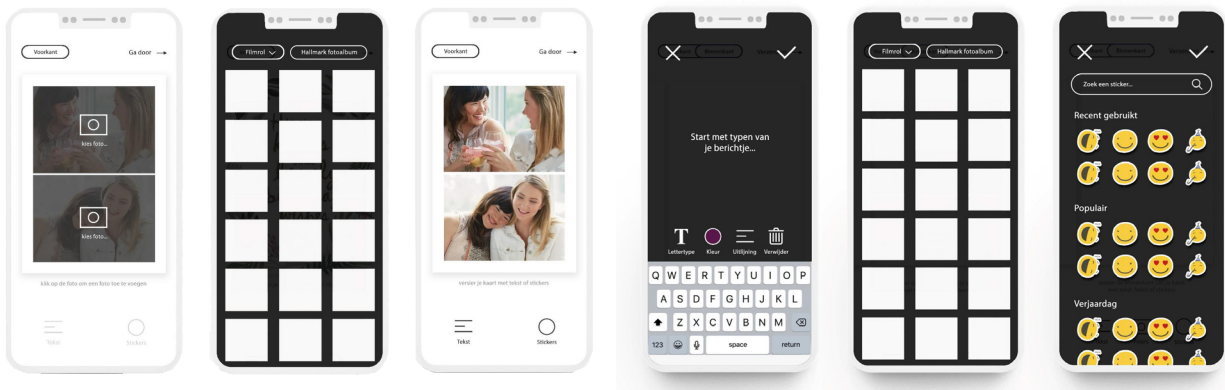 Voorkant
Ga door
kies foto...
kies foto...
klik op de foto om een foto toe te voegen
Tekst
Stickers
Filmrol
Hallmark fotoalbum
Voorkant
Ga door
versier je kaart met tekst of stickers
Tekst
Stickers
Start met typen van
je berichtje...
T
Lettertype
Kleur
Uitlijning
Verwijder
Q W E R T Y U I O P
A S D F G H J K L
Z X C V B N M
123
space
return
Filmrol
Hallmark fotoalbum
Zoek een sticker...
Recent gebruikt
Populair
Verjaardag